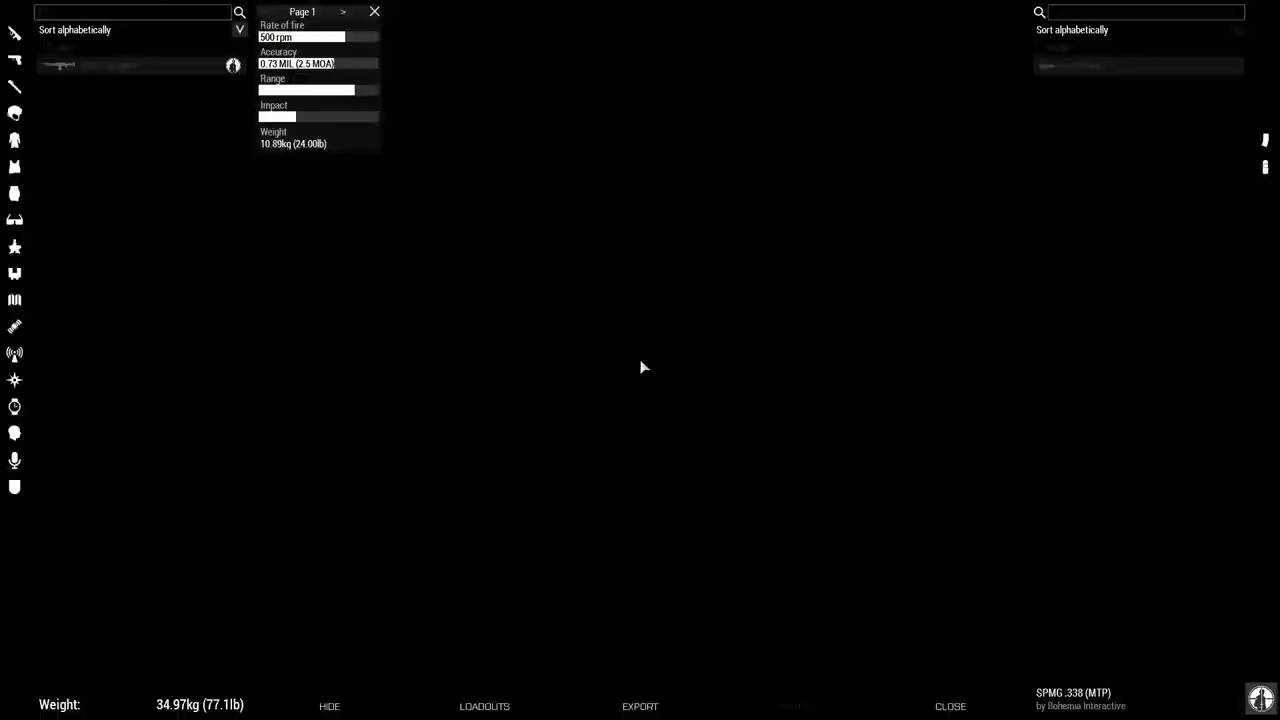 Sort alphabetically
V
Page 1 >
Rate of fire
500 rpm
Accuracy
0.73 MIL (2.5 MOA)
Range
Impact
Weight
10.89kg (24.00lb)
Sort alphabetically
Weight: 34.97kg (77.1lb)
HIDE
LOADOUTS
EXPORT
CLOSE
SPMG .338 (MTP)
by Bohemia Interactive